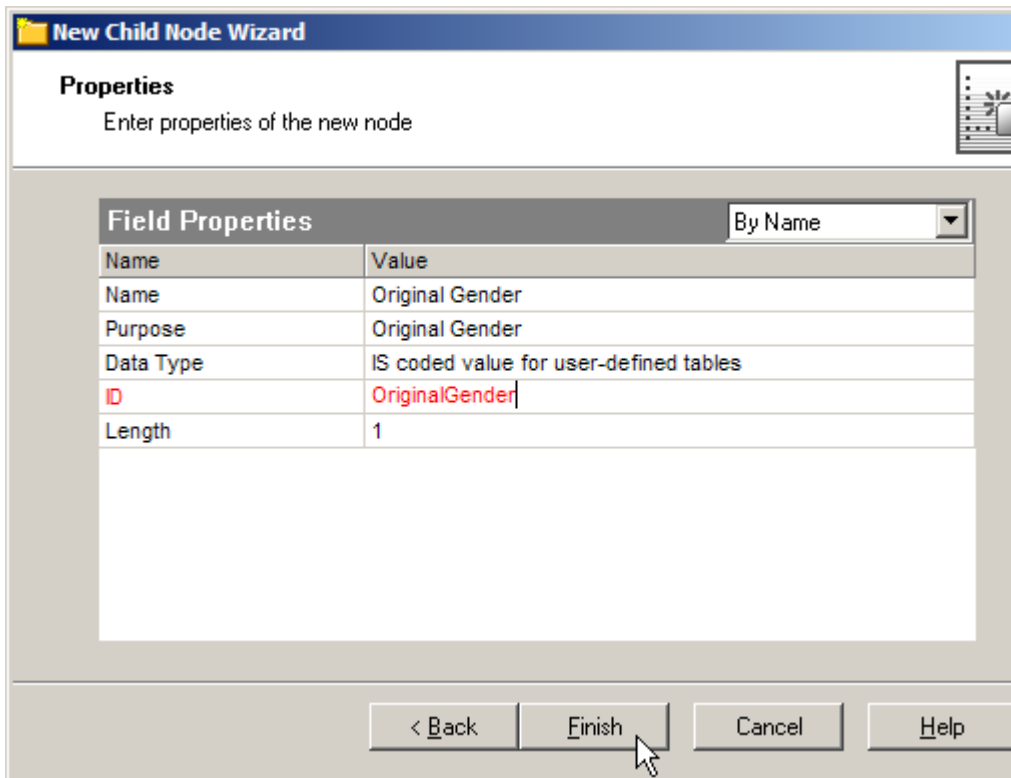 New Child Node Wizard
Properties
Enter properties of the new node
Field Properties By Name
Name Value
Name Original Gender
Purpose Original Gender
Data Type IS coded value for user-defined tables
ID OriginalGender
Length 1
< Back Finish Cancel Help